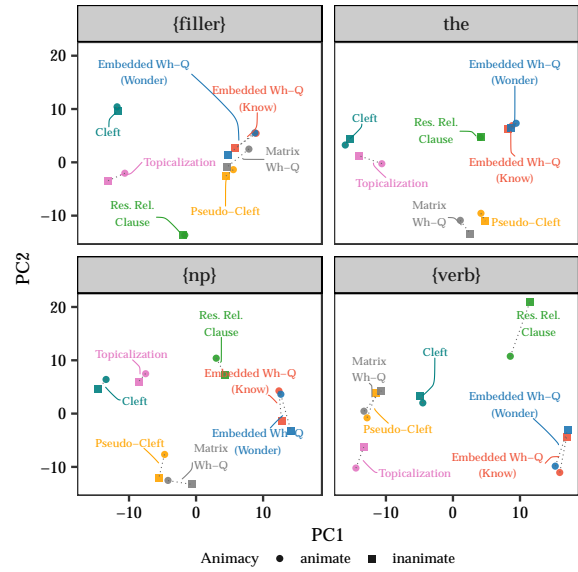 {filler}
the
Embedded Wh-Q
(Wonder)
Embedded Wh-Q
(Know)
Cleft
Matrix
Wh-Q
Topicalization
Pseudo-Cleft
Res. Rel.
Clause
Embedded Wh-Q
(Wonder)
Cleft
Res. Rel.
Clause
Embedded Wh-Q
(Know)
Topicalization
Matrix
Wh-Q
Pseudo-Cleft
20
10
0
−10
PC2
{np}
{verb}
Res. Rel.
Clause
Topicalization
Cleft
Embedded Wh-Q
(Know)
Embedded Wh-Q
(Wonder)
Pseudo-Cleft
Matrix
Wh-Q
Res. Rel.
Clause
Matrix
Wh-Q
Cleft
Pseudo-Cleft
Embedded Wh-Q
(Wonder)
Topicalization
Embedded Wh-Q
(Know)
20
10
0
−10
−10 0 10
−10 0 10
PC1
Animacy animate inanimate